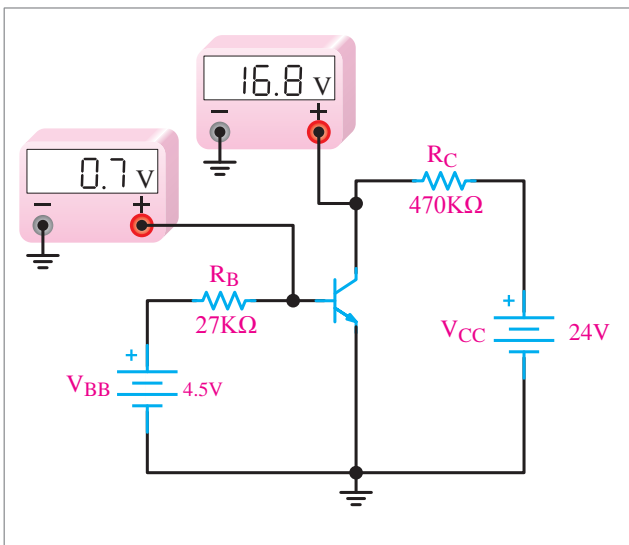 16.8 V
− +
0.7 V
− +
R_C
470KΩ
R_B
27KΩ
+
V_CC
24V
+
V_BB
4.5V